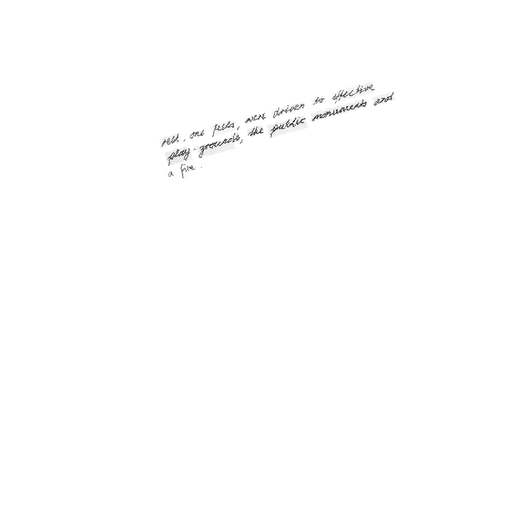 rest, one feels, were driven to effective
play-grounds, the public monuments and
a fire.